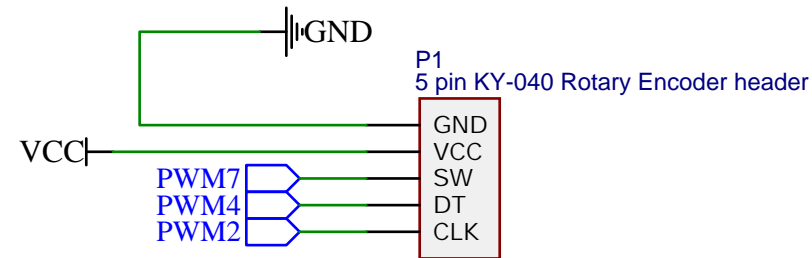 GND
P1
5 pin KY-040 Rotary Encoder header
GND
VCC VCC
PWM7 SW
PWM4 DT
PWM2 CLK